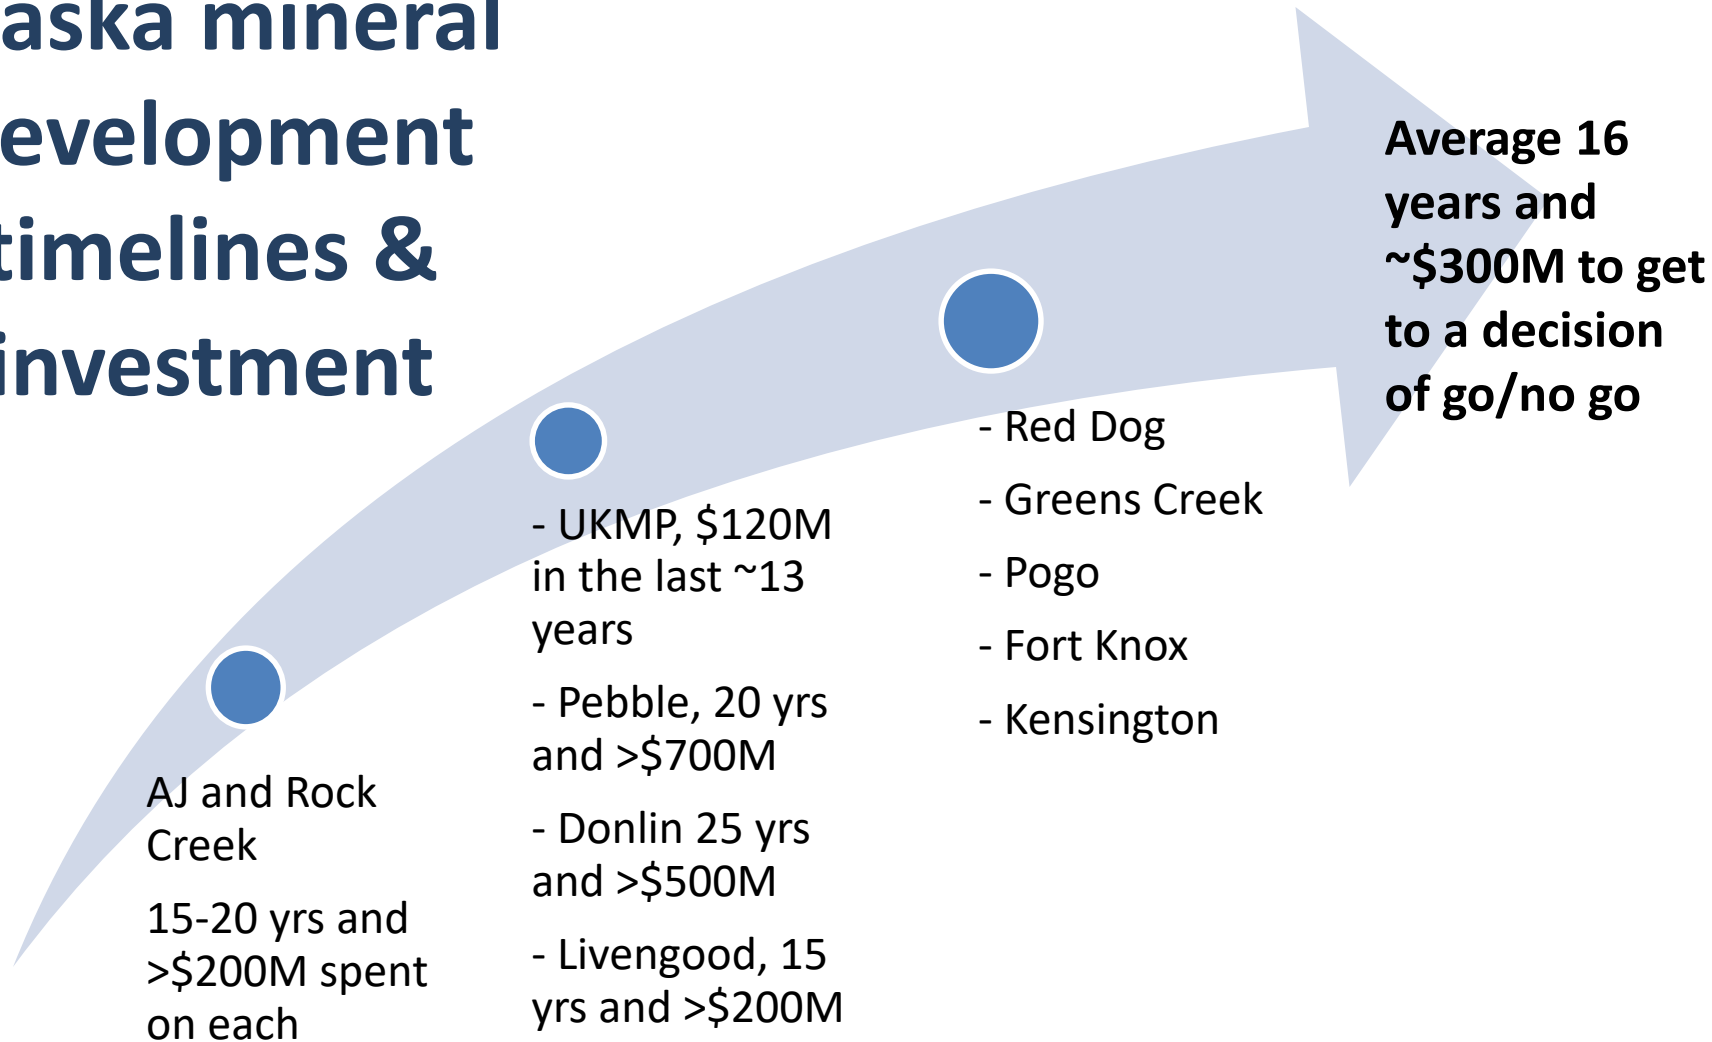 aska mineral
evelopment
timelines &
investment
Average 16
years and
~$300M to get
to a decision
of go/no go
- Red Dog
- Greens Creek
- Pogo
- Fort Knox
- Kensington
- UKMP, $120M
in the last ~13
years
- Pebble, 20 yrs
and >$700M
- Donlin 25 yrs
and >$500M
- Livengood, 15
yrs and >$200M
AJ and Rock
Creek
15-20 yrs and
>$200M spent
on each